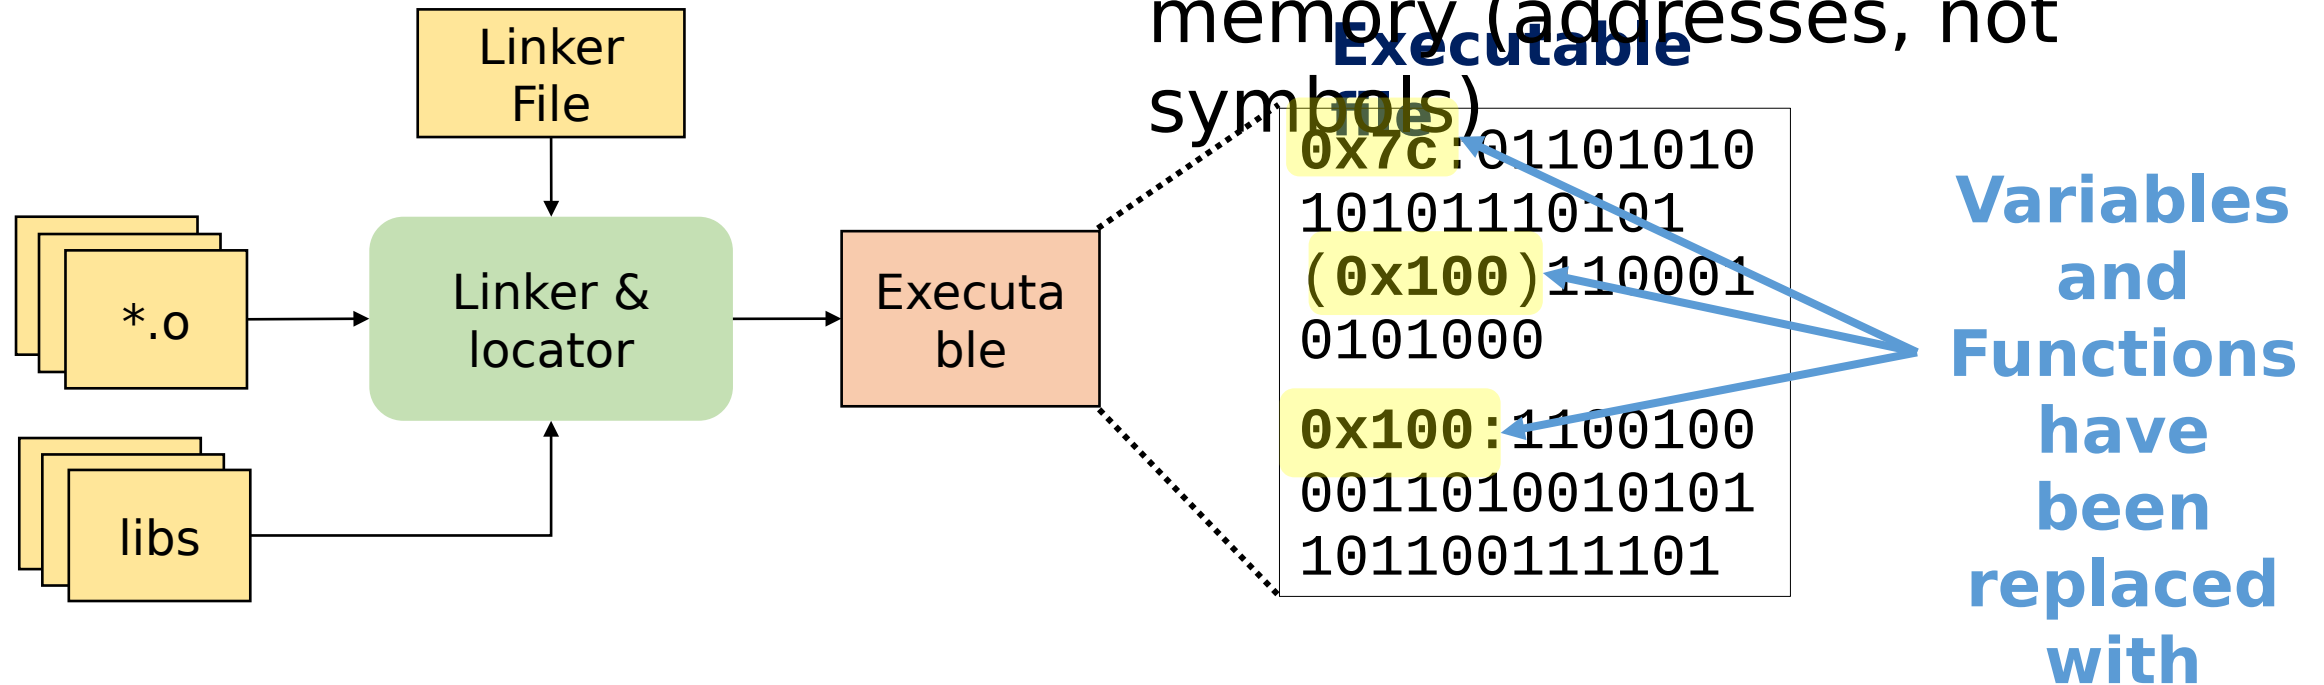 memory (addresses, not
symbols)
Executable
file
Linker
File
*.o
Linker &
locator
Executa
ble
libs
0x7c:01101010
10101110101
(0x100)110001
0101000
0x100:1100100
0011010010101
101100111101
Variables
and
Functions
have
been
replaced
with